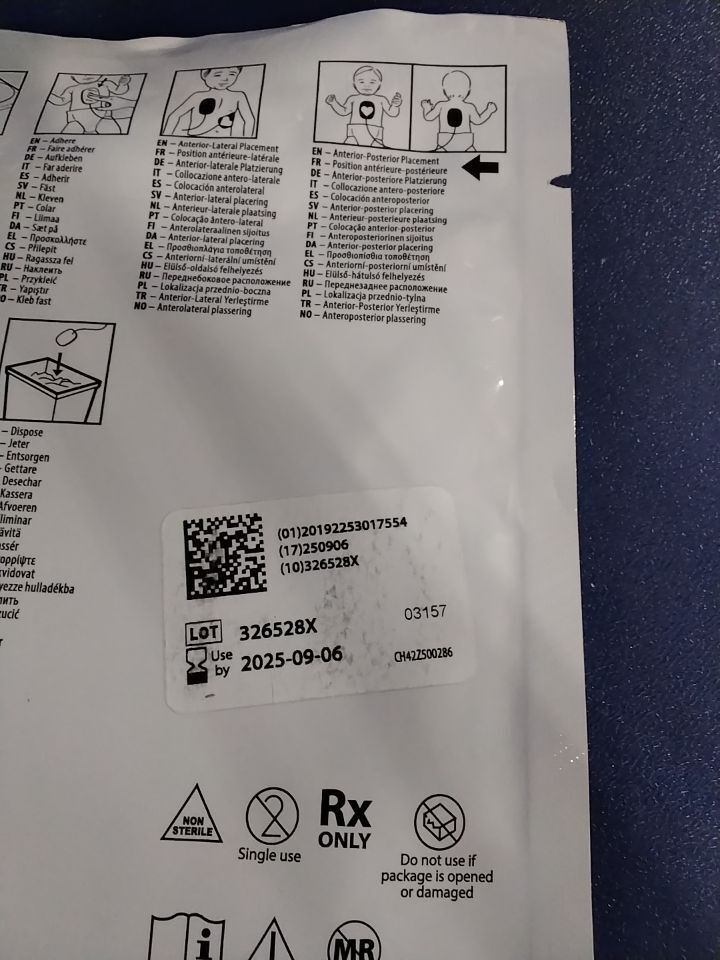 EN – Adhere
FR – Faire adhérer
DE – Aufkleben
IT – Far aderire
ES – Adherir
SV – Fäst
NL – Kleven
PT – Colar
FI – Liimaa
DA – Sæt på
EL – Προσκολλήστε
CS – Přilepit
HU – Ragassza fel
RU – Наклеить
PL – Przykleić
TR – Yapıştır
NO – Kleb fast
EN – Anterior-Lateral Placement
FR – Position antérieure-latérale
DE – Anterior-laterale Platzierung
IT – Collocazione antero-laterale
ES – Colocación anterolateral
SV – Anterior-lateral placering
NL – Anterieur-laterale plaatsing
PT – Colocação ântero-lateral
FI – Anterolateraalinen sijoitus
DA – Anterior-lateral placering
EL – Προσθιοπλάγια τοποθέτηση
CS – Anteriorní-laterální umístění
HU – Elülső-oldalsó felhelyezés
RU – Переднебоковое расположение
PL – Lokalizacja przednio-boczna
TR – Anterior-Lateral Yerleştirme
NO – Anterolateral plassering
EN – Anterior-Posterior Placement
FR – Position antérieure-postérieure
DE – Anterior-posteriore Platzierung
IT – Collocazione antero-posteriore
ES – Colocación anteroposterior
SV – Anterior-posterior placering
NL – Anterieur-posterieure plaatsing
PT – Colocação anterior-posterior
FI – Anteroposteriorinen sijoitus
DA – Anterior-posterior placering
EL – Προσθιοπίσθια τοποθέτηση
CS – Anteriorní-posteriorní umístění
HU – Elülső-hátulsó felhelyezés
RU – Переднезаднее расположение
PL – Lokalizacja przednio-tylna
TR – Anterior-Posterior Yerleştirme
NO – Anteroposterior plassering
– Dispose
– Jeter
– Entsorgen
– Gettare
Desechar
Kassera
Afvoeren
liminar
ävitä
ssér
ορρίψτε
kvidovat
yezze hulladékba
ить
zucić
(01)20192253017554
(17)250906
(10)326528X
LOT 326528X
03157
Use by 2025-09-06
CH42Z500286
NON STERILE
2
Single use
Rx ONLY
Do not use if
package is opened
or damaged
i
MR